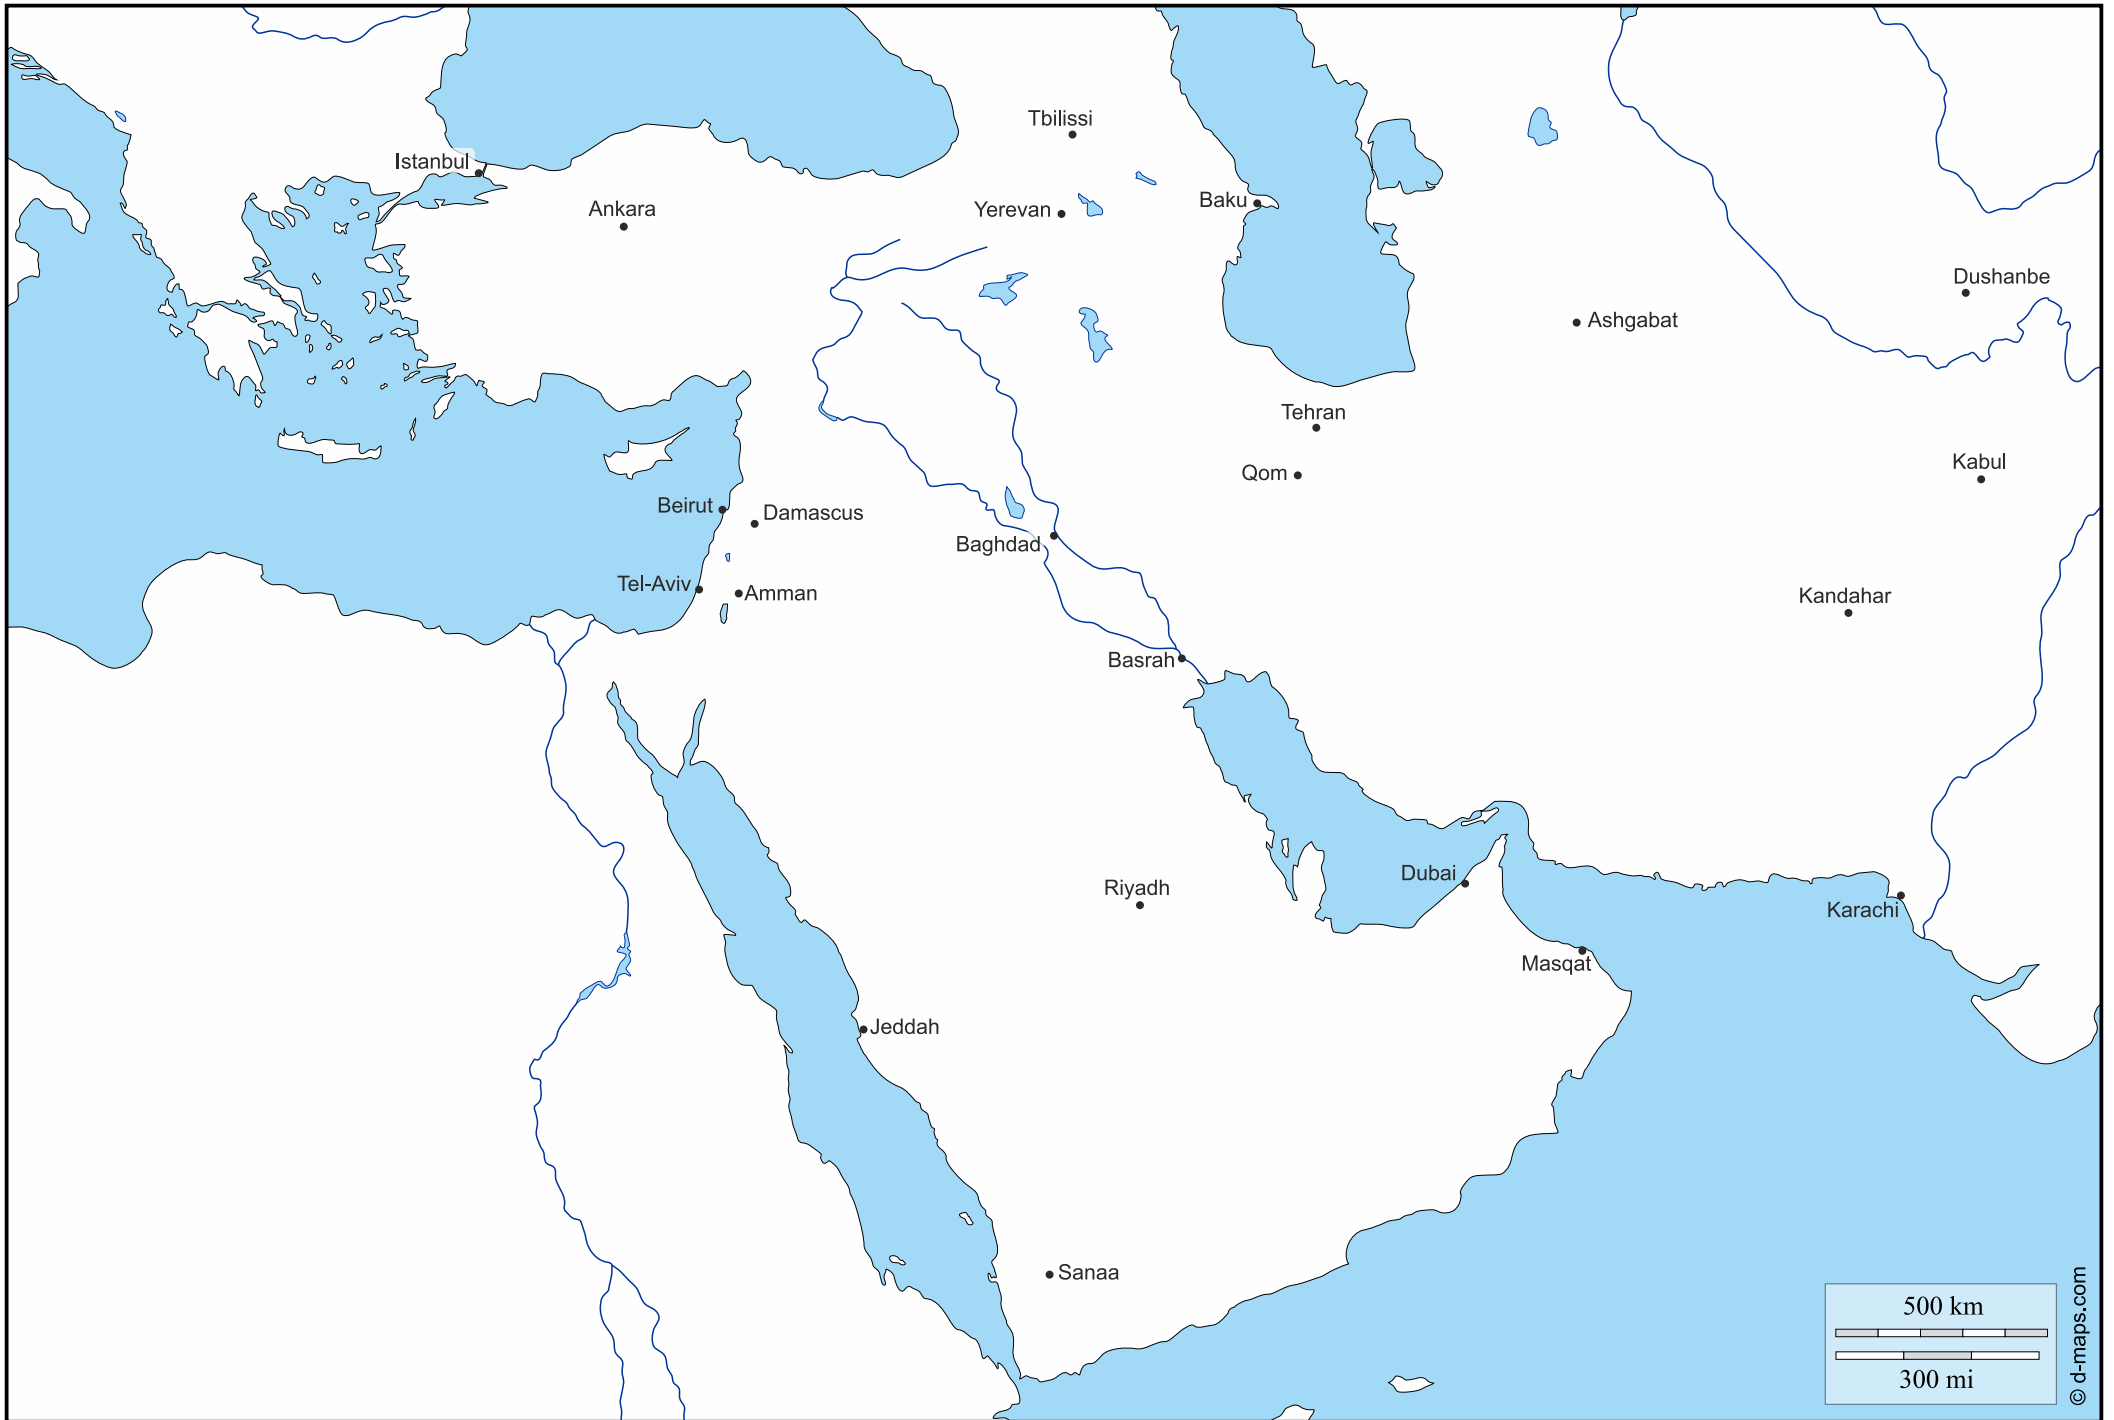 Tbilissi
Istanbul
Baku
Ankara
Yerevan
Dushanbe
Ashgabat
Tehran
Kabul
Qom
Beirut
Damascus
Baghdad
Tel-Aviv
Amman
Kandahar
Basrah
Dubai
Riyadh
Karachi
Masqat
Jeddah
Sanaa
500 km
300 mi
© d-maps.com